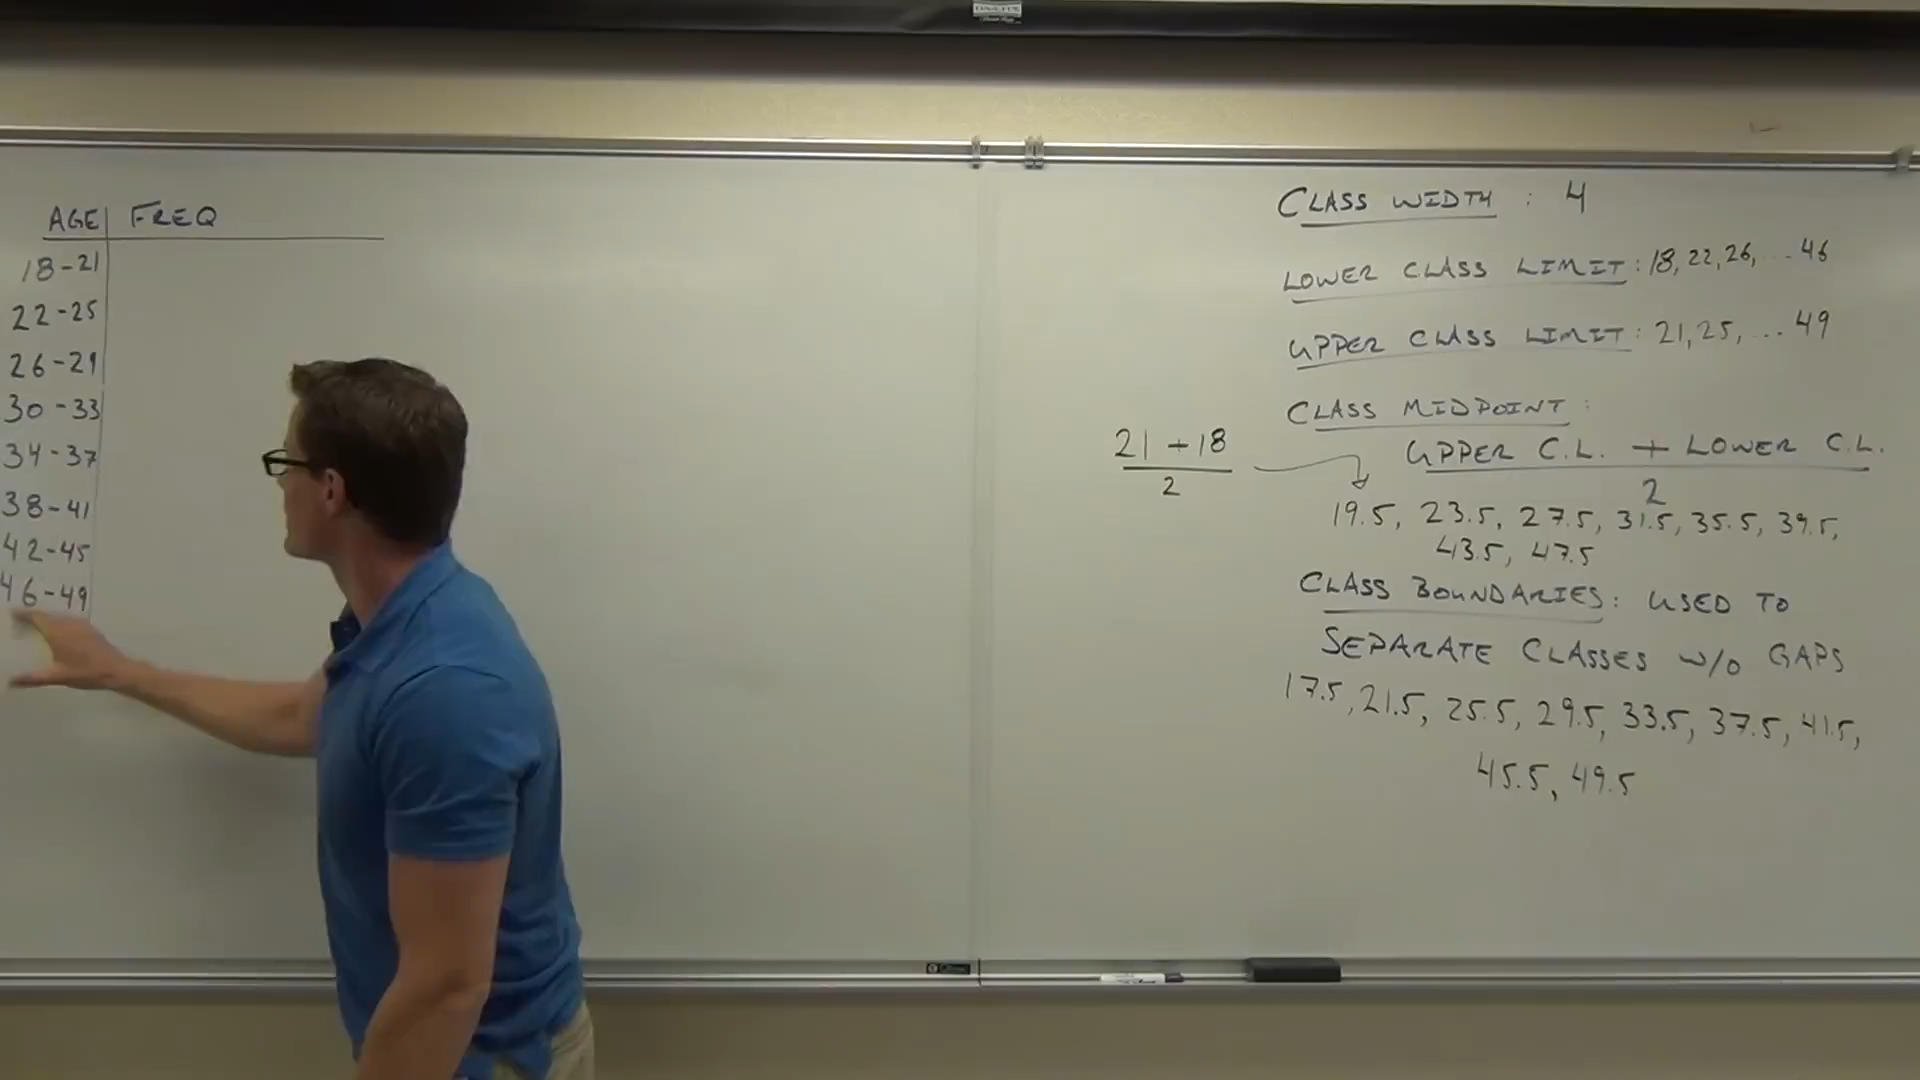 AGE FREQ
18-21
22-25
26-29
30-33
34-37
38-41
42-45
46-49
CLASS WIDTH : 4
LOWER CLASS LIMIT : 18, 22, 26, ... 46
UPPER CLASS LIMIT : 21, 25, ... 49
CLASS MIDPOINT :
UPPER C.L. + LOWER C.L.
2
21 + 18
2
19.5, 23.5, 27.5, 31.5, 35.5, 39.5,
43.5, 47.5
CLASS BOUNDARIES : USED TO
SEPARATE CLASSES W/O GAPS
17.5, 21.5, 25.5, 29.5, 33.5, 37.5, 41.5,
45.5, 49.5